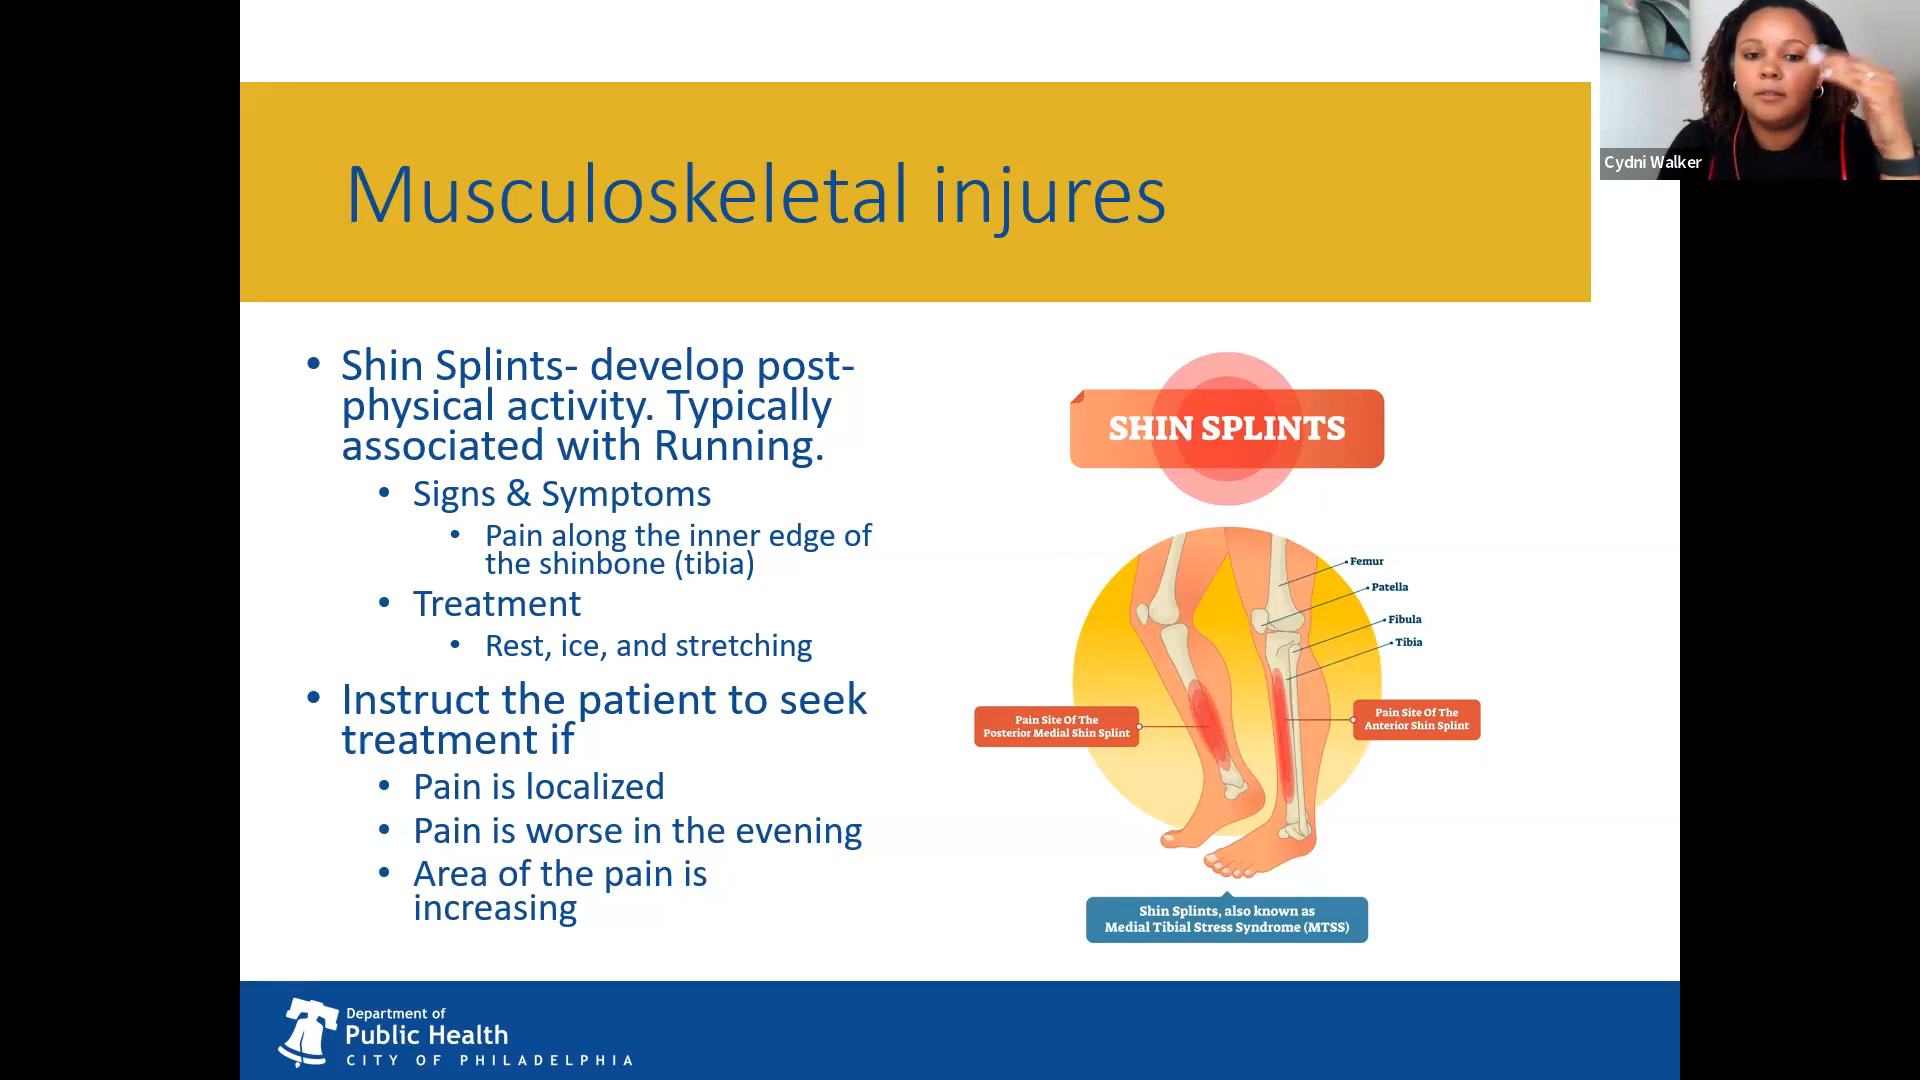 Cydni Walker
Musculoskeletal injures
• Shin Splints- develop post-
physical activity. Typically
associated with Running.
• Signs & Symptoms
• Pain along the inner edge of
the shinbone (tibia)
• Treatment
• Rest, ice, and stretching
• Instruct the patient to seek
treatment if
• Pain is localized
• Pain is worse in the evening
• Area of the pain is
increasing
SHIN SPLINTS
Femur
Patella
Fibula
Tibia
Pain Site Of The
Posterior Medial Shin Splint
Pain Site Of The
Anterior Shin Splint
Shin Splints, also known as
Medial Tibial Stress Syndrome (MTSS)
Department of
Public Health
CITY OF PHILADELPHIA